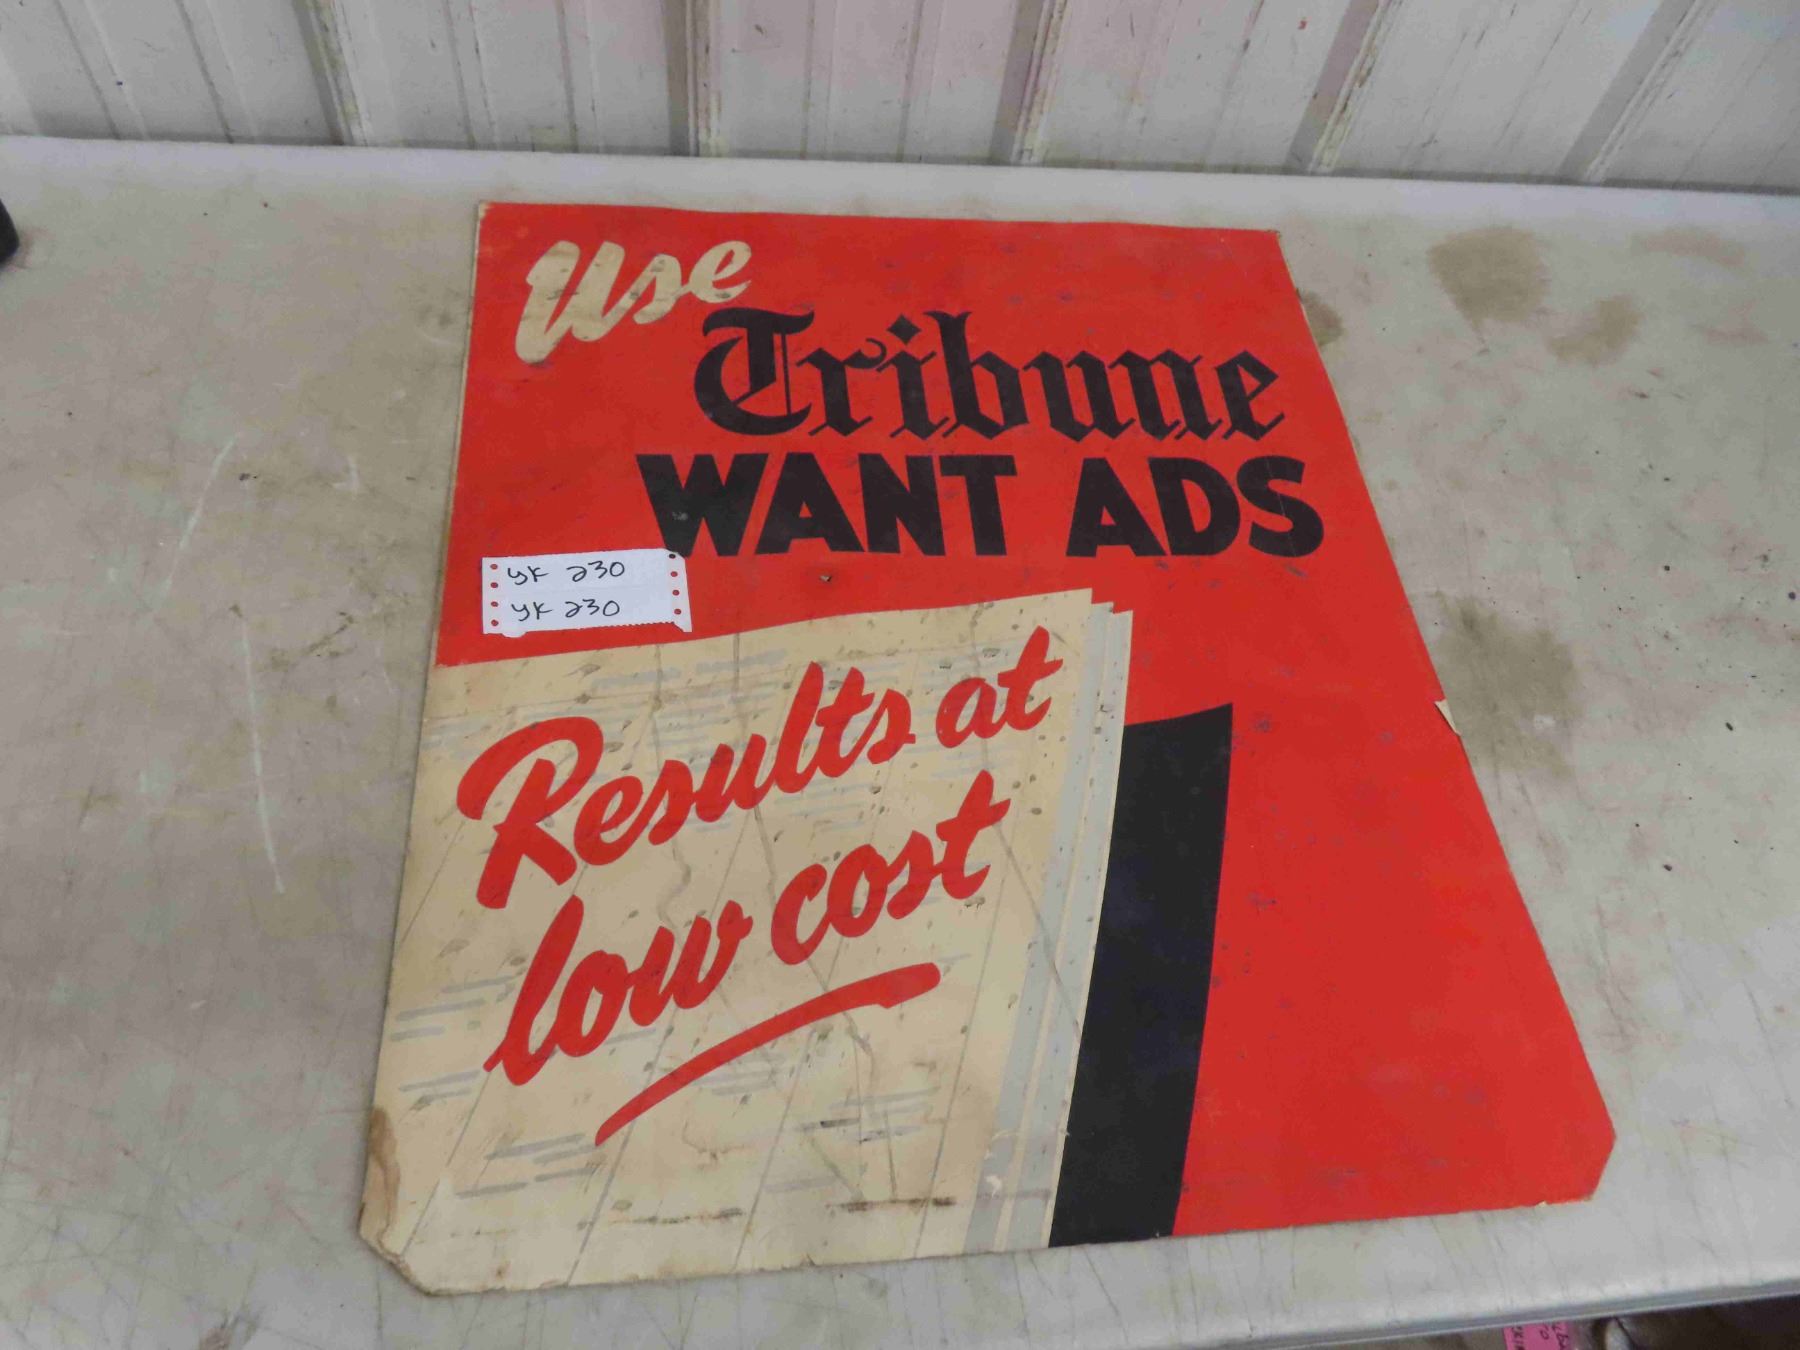 Use
Tribune
WANT ADS
YK 230
YK 230
Results at
low cost